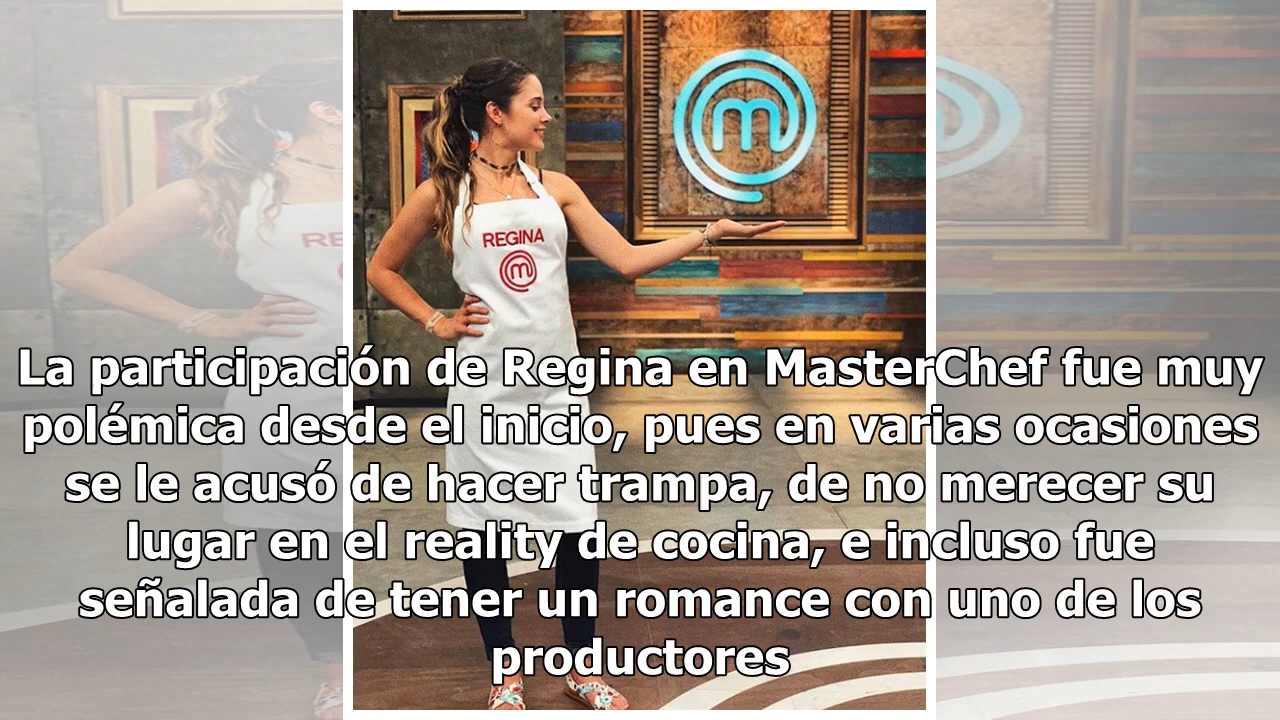 REGINA
m
m
RE
La participación de Regina en MasterChef fue muy
polémica desde el inicio, pues en varias ocasiones
se le acusó de hacer trampa, de no merecer su
lugar en el reality de cocina, e incluso fue
señalada de tener un romance con uno de los
productores